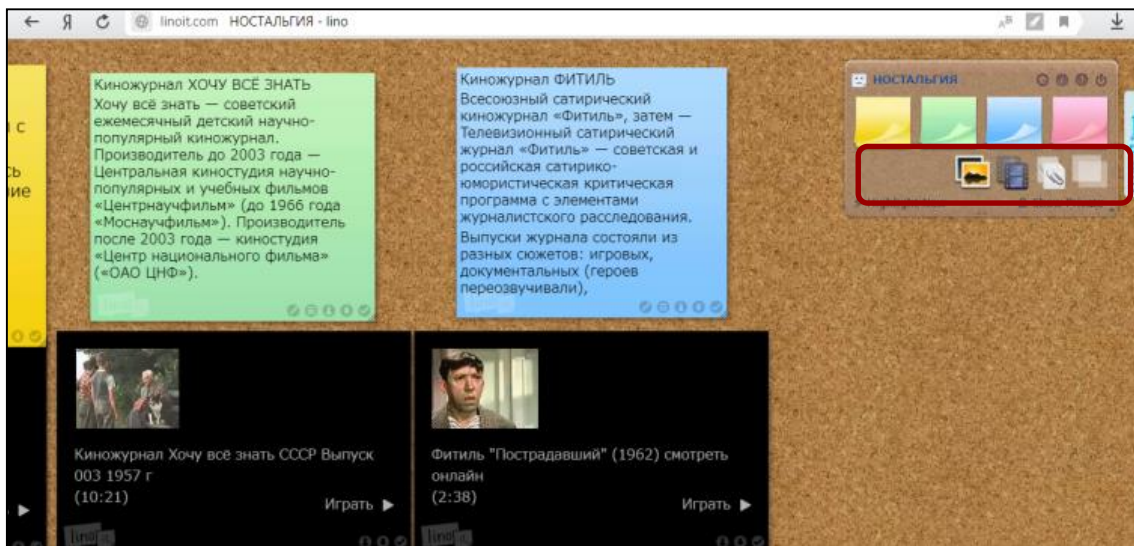 linoit.com НОСТАЛЬГИЯ - lino
с
сь
ие
Киножурнал ХОЧУ ВСЁ ЗНАТЬ
Хочу всё знать — советский
ежемесячный детский научно-
популярный киножурнал.
Производитель до 2003 года —
Центральная киностудия научно-
популярных и учебных фильмов
«Центрнаучфильм» (до 1966 года
«Моснаучфильм»). Производитель
после 2003 года — киностудия
«Центр национального фильма»
(«ОАО ЦНФ»).
Киножурнал ФИТИЛЬ
Всесоюзный сатирический
киножурнал «Фитиль», затем —
Телевизионный сатирический
журнал «Фитиль» — советская и
российская сатирико-
юмористическая критическая
программа с элементами
журналистского расследования.
Выпуски журнала состояли из
разных сюжетов: игровых,
документальных (героев
переозвучивали),
НОСТАЛЬГИЯ
Киножурнал Хочу всё знать СССР Выпуск
003 1957 г
(10:21)
Играть
Фитиль "Пострадавший" (1962) смотреть
онлайн
(2:38)
Играть
lino
lino